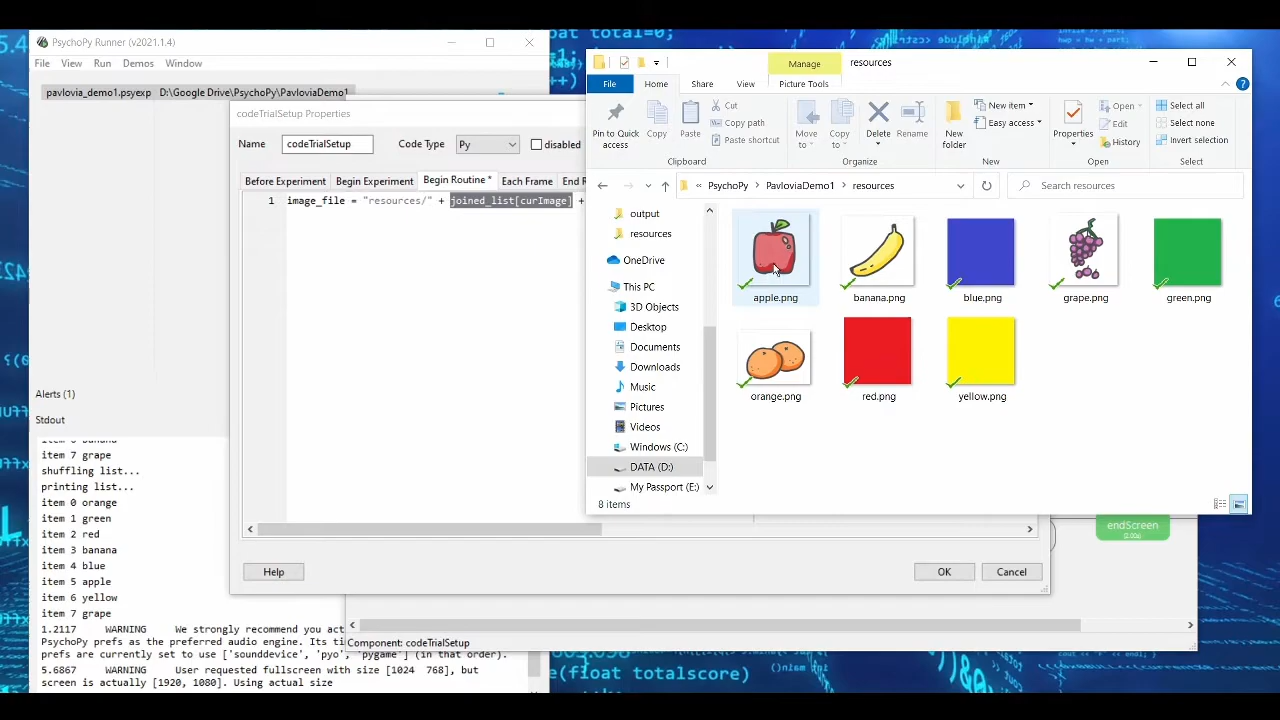 5.4
nt total=0;
PsychoPy Runner (v2021.1.4)
File View Run Demos Window
pavlovia_demo1.psyexp D:\Google Drive\PsychoPy\PavloviaDemo1
Alerts (1)
Stdout
item 7 grape
shuffling list...
printing list...
item 0 orange
item 1 green
item 2 red
item 3 banana
item 4 blue
item 5 apple
item 6 yellow
item 7 grape
1.2117 WARNING We strongly recommend you act
PsychoPy prefs as the preferred audio engine. Its ti
prefs are currently set to use ['sounddevice', 'pyo', 'pygame'] (in that order).
5.6867 WARNING User requested fullscreen with size [1024 768], but
screen is actually [1920, 1080]. Using actual size
codeTrialSetup Properties
Name codeTrialSetup Code Type Py disabled
Before Experiment Begin Experiment Begin Routine * Each Frame End R
1 image_file = "resources/" + joined_list[curImage] +
Help OK Cancel
Component: codeTrialSetup
endScreen
(2.00s)
Manage resources
File Home Share View Picture Tools
Pin to Quick access
Copy
Paste
Cut
Copy path
Paste shortcut
Clipboard
Move to
Copy to
Delete
Rename
Organize
New folder
New item
Easy access
New
Properties
Open
Edit
History
Open
Select all
Select none
Invert selection
Select
« PsychoPy PavloviaDemo1 resources
Search resources
output
resources
OneDrive
This PC
3D Objects
Desktop
Documents
Downloads
Music
Pictures
Videos
Windows (C:)
DATA (D:)
My Passport (E:)
apple.png banana.png blue.png grape.png green.png
orange.png red.png yellow.png
8 items
e(float totalscore)